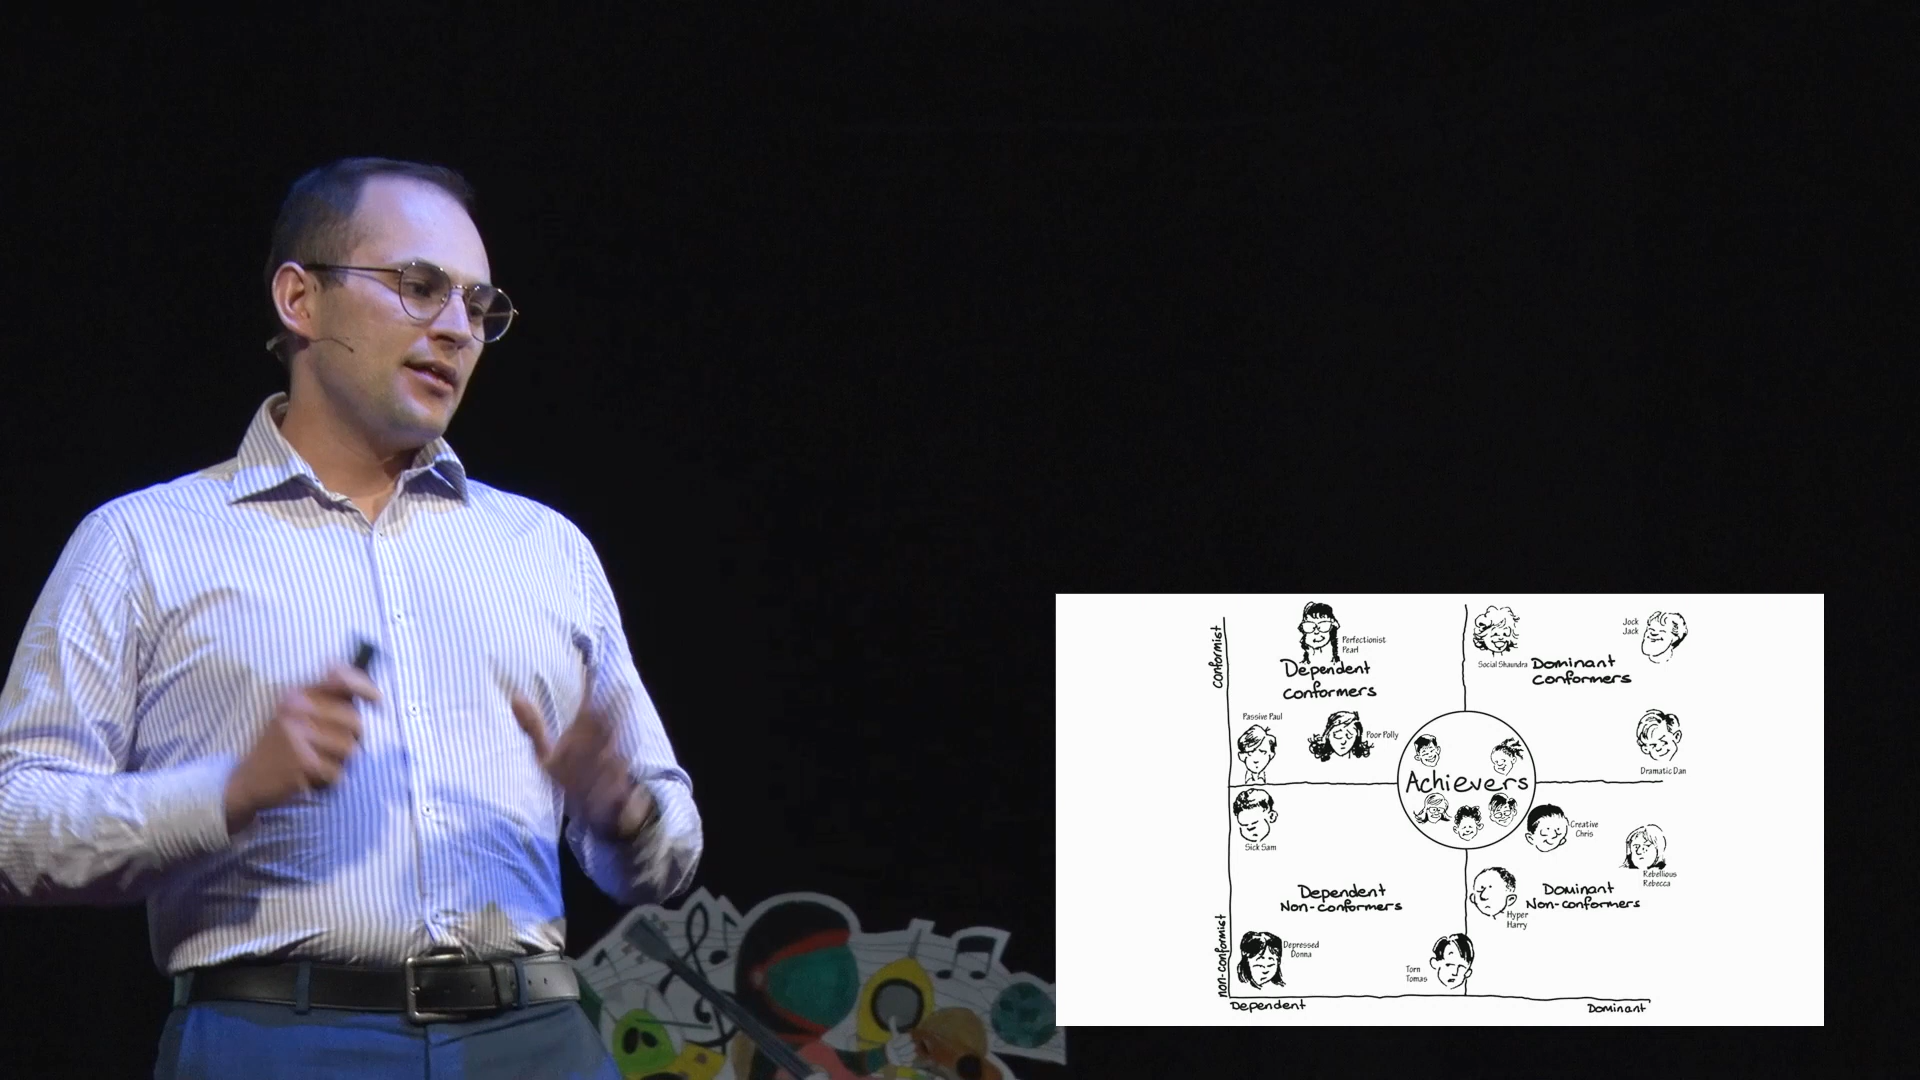 conformist
Perfectionist
Pearl
Dependent
Conformers
Passive Paul
Poor Polly
Social Shaundra
Dominant
Conformers
Jock
Jack
Dramatic Dan
Achievers
Sick Sam
Dependent
Non-conformers
Depressed
Donna
Torn
Tomas
Creative
Chris
Rebellious
Rebecca
Dominant
Non-conformers
Hyper
Harry
non-conformist
Dependent
Dominant